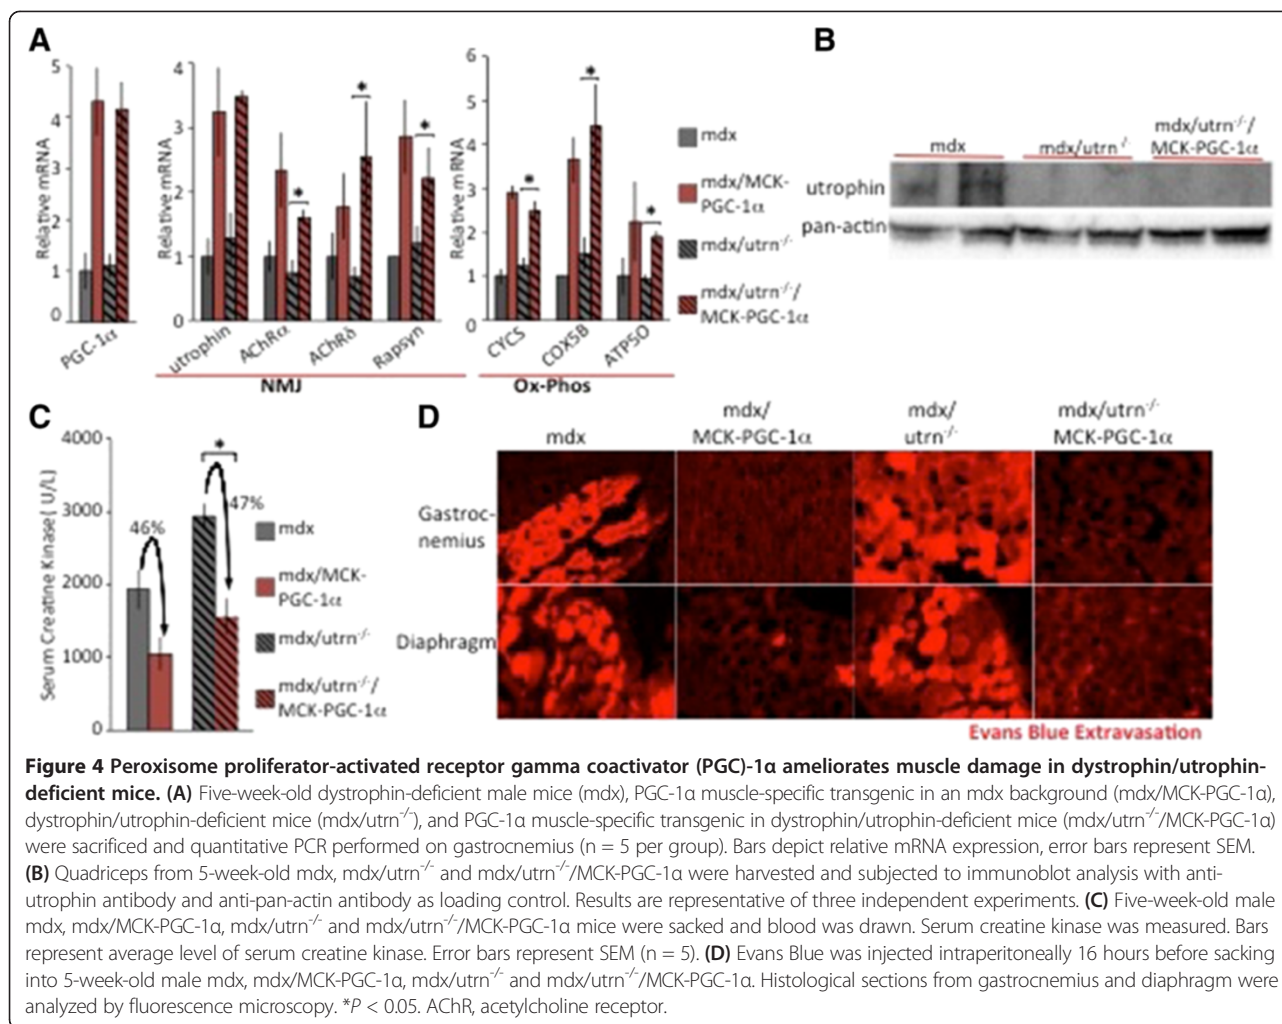 A
B
5
4
3
2
1
0
Relative mRNA
PGC-1α
4
3
2
1
0
Relative mRNA
utrophin
AChRα
AChRδ
Rapsyn
NMJ
*
*
*
6
5
4
3
2
1
0
Relative mRNA
CYCS
COX5B
ATP5O
Ox-Phos
*
*
*
mdx
mdx/MCK-
PGC-1α
mdx/utrn-/-
mdx/utrn-/-/
MCK-PGC-1α
mdx
mdx/utrn-/-
mdx/utrn-/-/
MCK-PGC-1α
utrophin
pan-actin
C
4000
3000
2000
1000
0
Serum Creatine Kinase( U/L)
46%
*
47%
mdx
mdx/MCK-
PGC-1α
mdx/utrn-/-
mdx/utrn-/-/
MCK-PGC-1α
D
mdx
mdx/
MCK-PGC-1α
mdx/
utrn-/-
mdx/utrn-/-
MCK-PGC-1α
Gastroc-
nemius
Diaphragm
Evans Blue Extravasation
Figure 4 Peroxisome proliferator-activated receptor gamma coactivator (PGC)-1α ameliorates muscle damage in dystrophin/utrophin-
deficient mice. (A) Five-week-old dystrophin-deficient male mice (mdx), PGC-1α muscle-specific transgenic in an mdx background (mdx/MCK-PGC-1α),
dystrophin/utrophin-deficient mice (mdx/utrn-/-), and PGC-1α muscle-specific transgenic in dystrophin/utrophin-deficient mice (mdx/utrn-/-/MCK-PGC-1α)
were sacrificed and quantitative PCR performed on gastrocnemius (n = 5 per group). Bars depict relative mRNA expression, error bars represent SEM.
(B) Quadriceps from 5-week-old mdx, mdx/utrn-/- and mdx/utrn-/-/MCK-PGC-1α were harvested and subjected to immunoblot analysis with anti-
utrophin antibody and anti-pan-actin antibody as loading control. Results are representative of three independent experiments. (C) Five-week-old male
mdx, mdx/MCK-PGC-1α, mdx/utrn-/- and mdx/utrn-/-/MCK-PGC-1α mice were sacked and blood was drawn. Serum creatine kinase was measured. Bars
represent average level of serum creatine kinase. Error bars represent SEM (n = 5). (D) Evans Blue was injected intraperitoneally 16 hours before sacking
into 5-week-old male mdx, mdx/MCK-PGC-1α, mdx/utrn-/- and mdx/utrn-/-/MCK-PGC-1α. Histological sections from gastrocnemius and diaphragm were
analyzed by fluorescence microscopy. *P < 0.05. AChR, acetylcholine receptor.